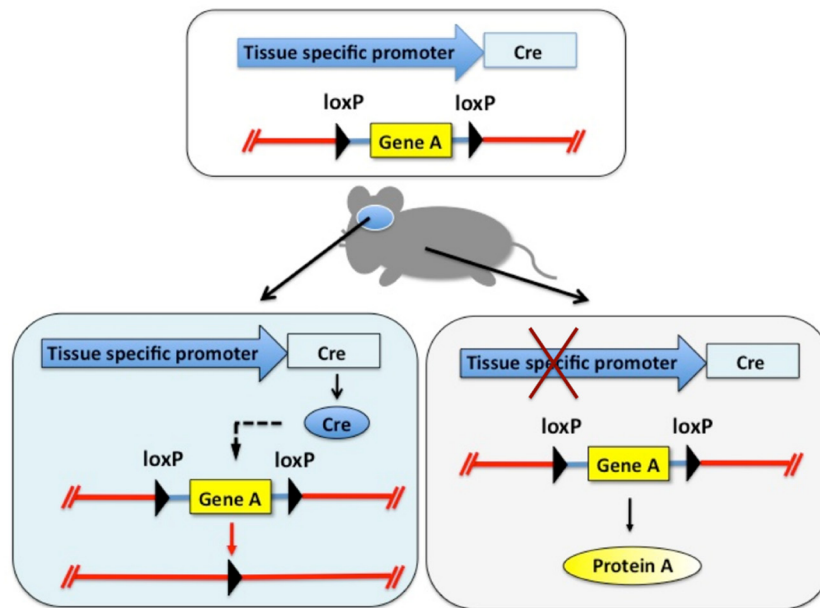 Tissue specific promoter Cre
loxP loxP
Gene A
Tissue specific promoter Cre
Cre
loxP loxP
Gene A
Tissue specific promoter Cre
loxP loxP
Gene A
Protein A